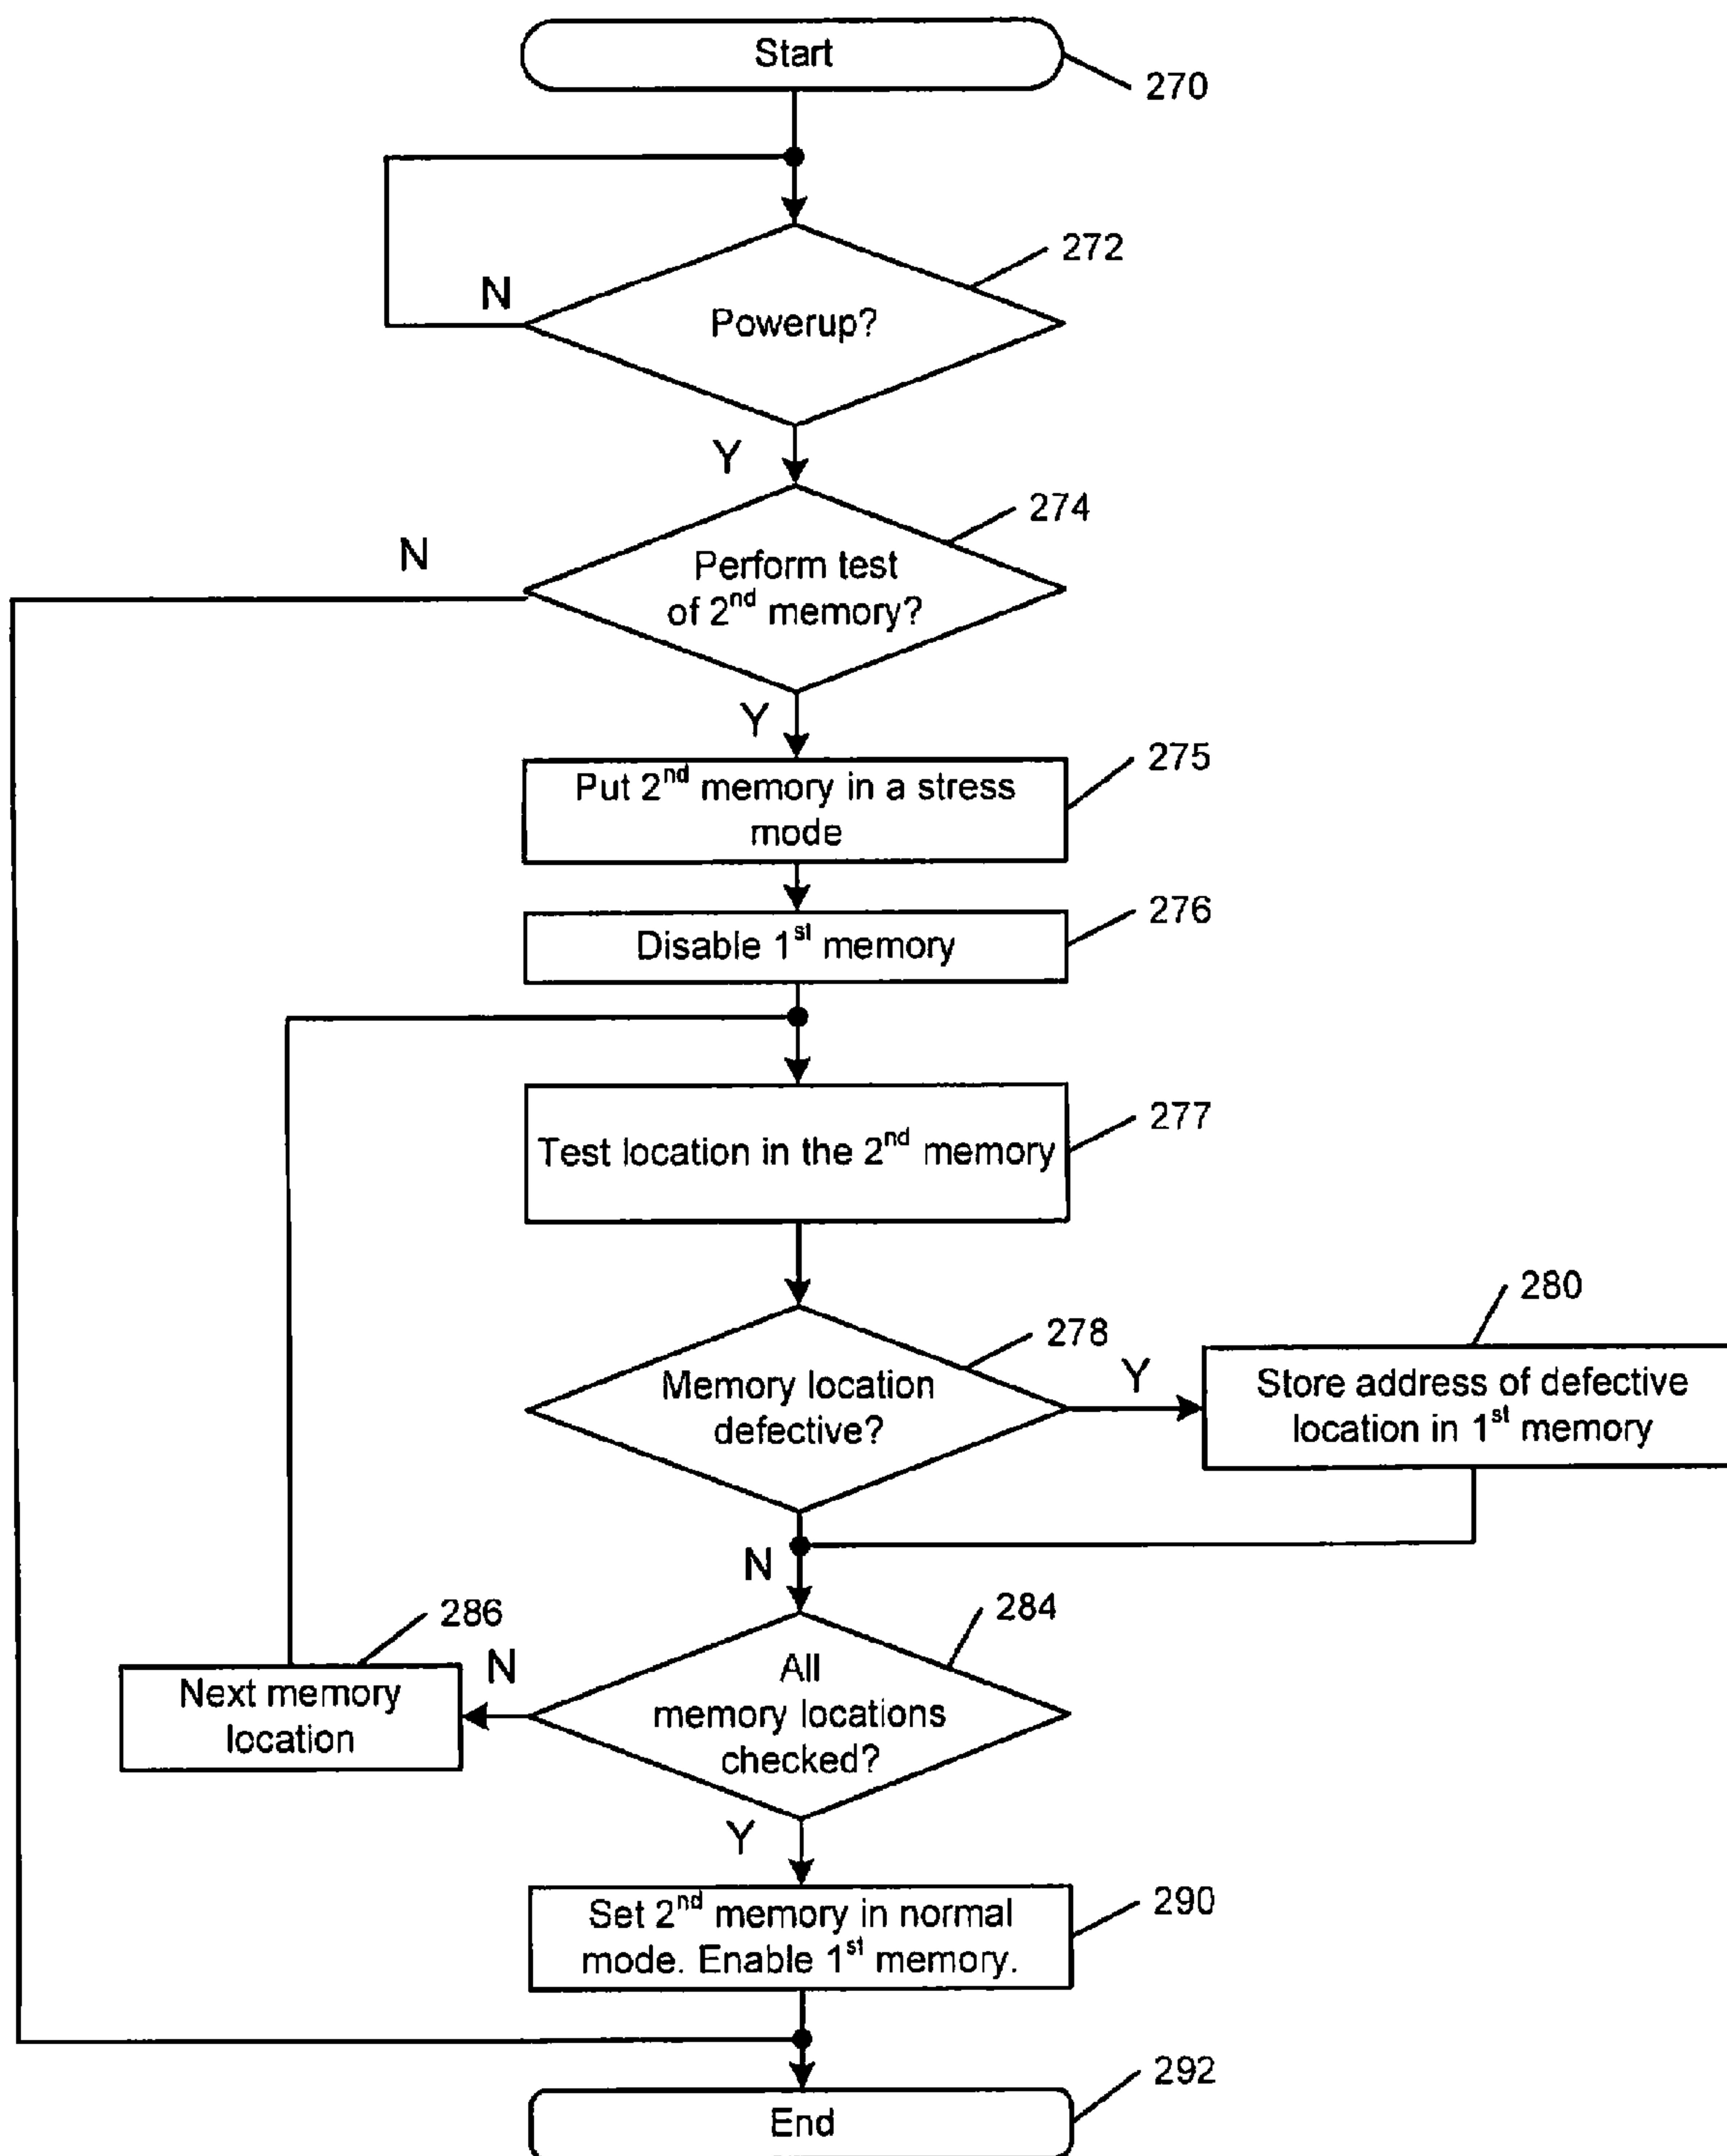 Start
270
272
N
Powerup?
Y
274
N
Perform test
of 2nd memory?
Y
275
Put 2nd memory in a stress
mode
276
Disable 1st memory
277
Test location in the 2nd memory
280
278
Memory location
defective?
Y
Store address of defective
location in 1st memory
N
286
284
N
All
memory locations
checked?
Next memory
location
Y
290
Set 2nd memory in normal
mode. Enable 1st memory.
292
End